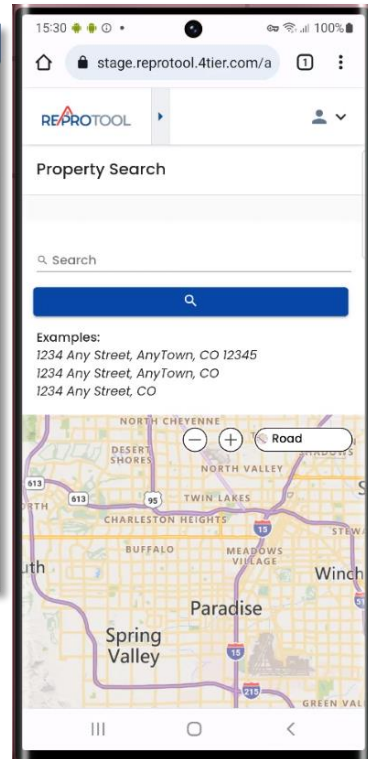 15:30 100%
stage.reprotool.4tier.com/a 1
REPROTOOL
Property Search
Search
Examples:
1234 Any Street, AnyTown, CO 12345
1234 Any Street, AnyTown, CO
1234 Any Street, CO
NORTH CHEYENNE
Road
DESERT
SHORES
NORTH VALLEY
613
613
95
TWIN LAKES
CHARLESTON HEIGHTS
15
BUFFALO
MEADOWS
VILLAGE
Winch
Paradise
Spring
Valley
15
215
GREEN VAL